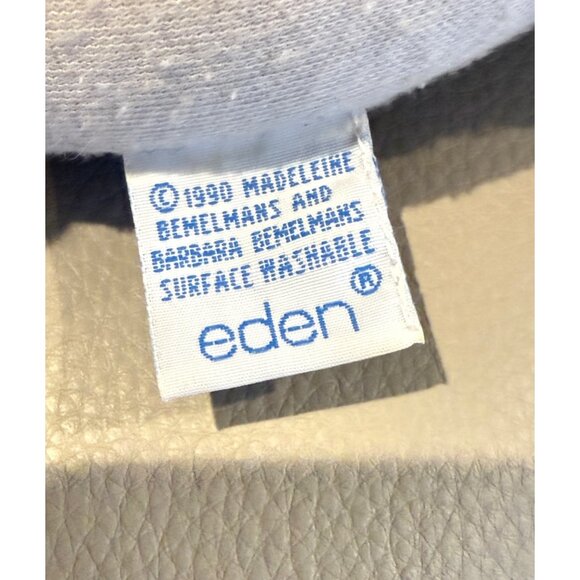 © 1990 MADELEINE
BEMELMANS AND
BARBARA BEMELMANS
SURFACE WASHABLE
eden®